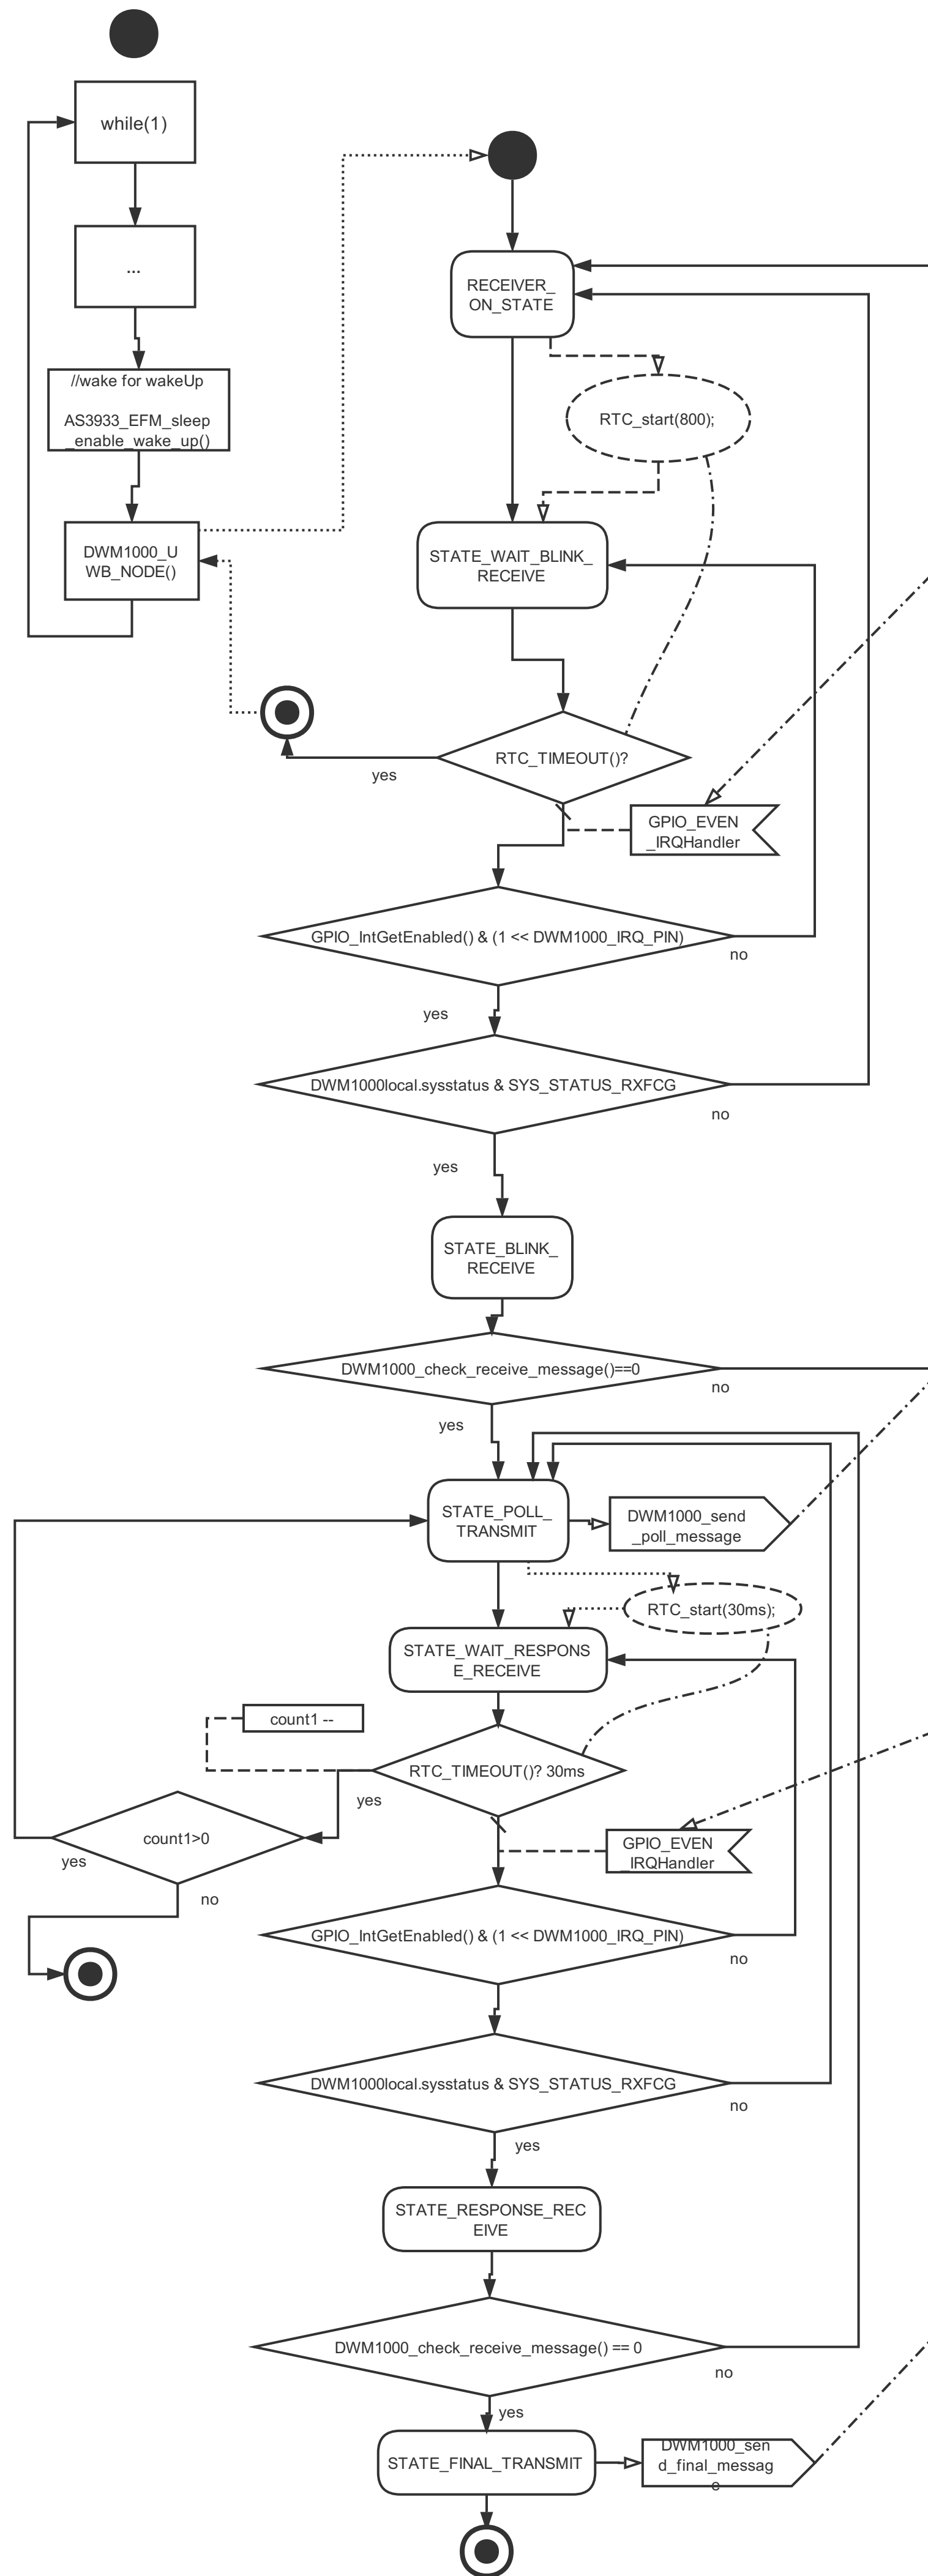 while(1)
...
//wake for wakeUp
AS3933_EFM_sleep
_enable_wake_up()
DWM1000_U
WB_NODE()
RECEIVER_
ON_STATE
RTC_start(800);
STATE_WAIT_BLINK_
RECEIVE
RTC_TIMEOUT()?
yes
GPIO_EVEN
_IRQHandler
GPIO_IntGetEnabled() & (1 << DWM1000_IRQ_PIN)
no
yes
DWM1000local.sysstatus & SYS_STATUS_RXFCG
no
yes
STATE_BLINK_
RECEIVE
DWM1000_check_receive_message()==0
no
yes
STATE_POLL_
TRANSMIT
DWM1000_send
_poll_message
RTC_start(30ms);
STATE_WAIT_RESPONS
E_RECEIVE
count1 --
RTC_TIMEOUT()? 30ms
yes
count1>0
yes
no
GPIO_EVEN
_IRQHandler
GPIO_IntGetEnabled() & (1 << DWM1000_IRQ_PIN)
no
DWM1000local.sysstatus & SYS_STATUS_RXFCG
no
yes
STATE_RESPONSE_REC
EIVE
DWM1000_check_receive_message() == 0
no
yes
STATE_FINAL_TRANSMIT
DWM1000_sen
d_final_messag
e